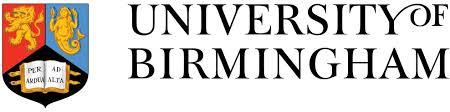 PER AD
ARDUA ALTA
UNIVERSITY OF
BIRMINGHAM